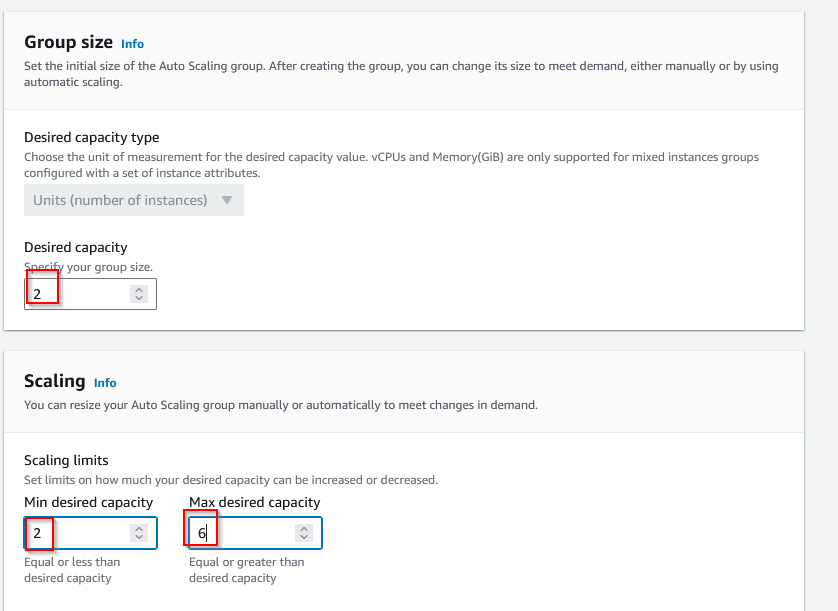 Group size Info
Set the initial size of the Auto Scaling group. After creating the group, you can change its size to meet demand, either manually or by using
automatic scaling.
Desired capacity type
Choose the unit of measurement for the desired capacity value. vCPUs and Memory(GiB) are only supported for mixed instances groups
configured with a set of instance attributes.
Units (number of instances)
Desired capacity
Specify your group size.
2
Scaling Info
You can resize your Auto Scaling group manually or automatically to meet changes in demand.
Scaling limits
Set limits on how much your desired capacity can be increased or decreased.
Min desired capacity Max desired capacity
2 6
Equal or less than Equal or greater than
desired capacity desired capacity